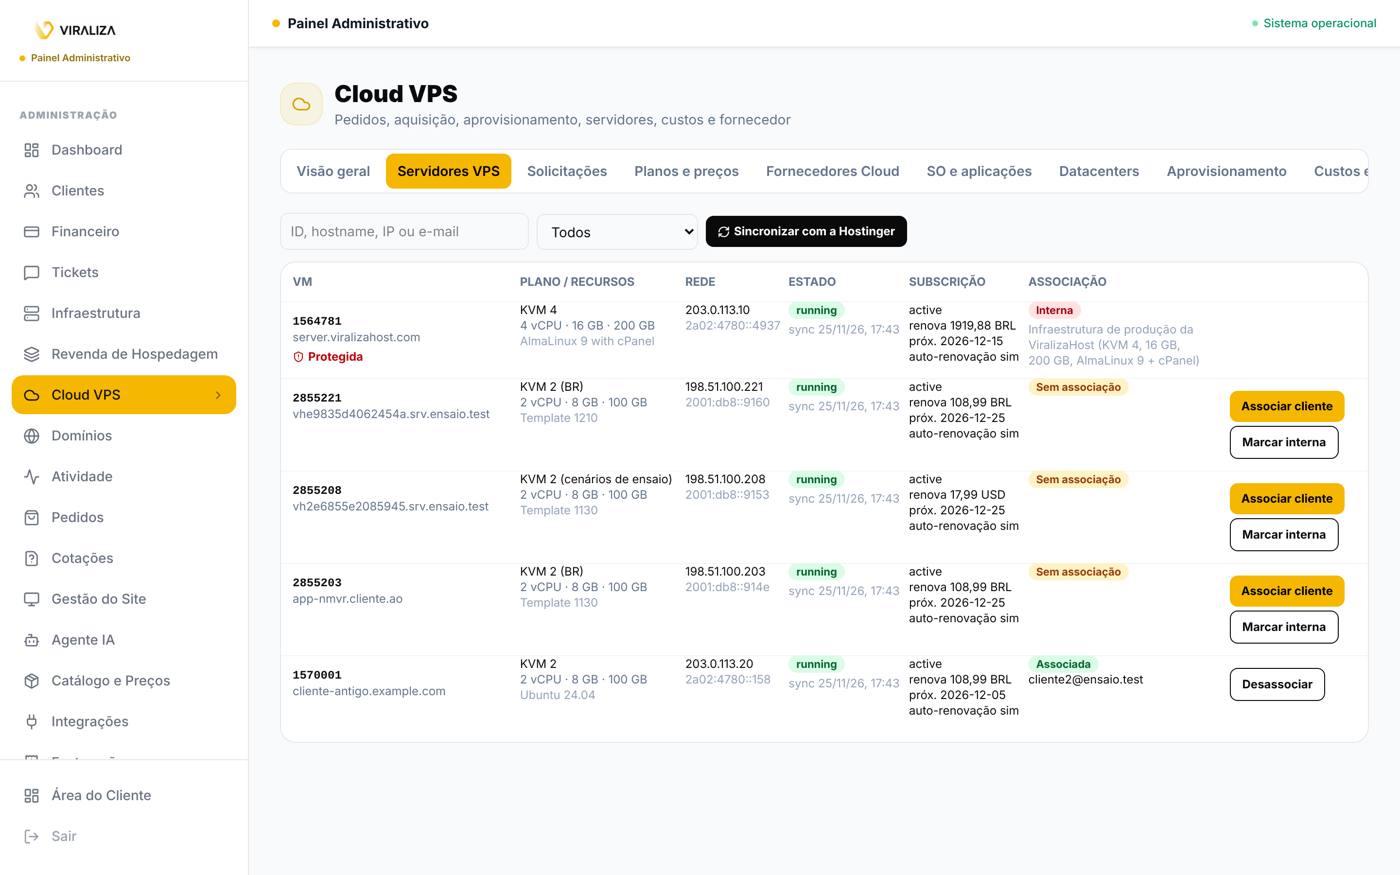 VIRALIZA
Painel Administrativo
ADMINISTRAÇÃO
Dashboard
Clientes
Financeiro
Tickets
Infraestrutura
Revenda de Hospedagem
Cloud VPS
Domínios
Atividade
Pedidos
Cotações
Gestão do Site
Agente IA
Catálogo e Preços
Integrações
Área do Cliente
Sair
Painel Administrativo
Sistema operacional
Cloud VPS
Pedidos, aquisição, aprovisionamento, servidores, custos e fornecedor
Visão geral Servidores VPS Solicitações Planos e preços Fornecedores Cloud SO e aplicações Datacenters Aprovisionamento Custos e
ID, hostname, IP ou e-mail Todos Sincronizar com a Hostinger
VM PLANO / RECURSOS REDE ESTADO SUBSCRIÇÃO ASSOCIAÇÃO
1564781
server.viralizahost.com
Protegida
KVM 4
4 vCPU · 16 GB · 200 GB
AlmaLinux 9 with cPanel
203.0.113.10
2a02:4780::4937
running
sync 25/11/26, 17:43
active
renova 1919,88 BRL
próx. 2026-12-15
auto-renovação sim
Interna
Infraestrutura de produção da
ViralizaHost (KVM 4, 16 GB,
200 GB, AlmaLinux 9 + cPanel)
2855221
vhe9835d4062454a.srv.ensaio.test
KVM 2 (BR)
2 vCPU · 8 GB · 100 GB
Template 1210
198.51.100.221
2001:db8::9160
running
sync 25/11/26, 17:43
active
renova 108,99 BRL
próx. 2026-12-25
auto-renovação sim
Sem associação
Associar cliente
Marcar interna
2855208
vh2e6855e2085945.srv.ensaio.test
KVM 2 (cenários de ensaio)
2 vCPU · 8 GB · 100 GB
Template 1130
198.51.100.208
2001:db8::9153
running
sync 25/11/26, 17:43
active
renova 17,99 USD
próx. 2026-12-25
auto-renovação sim
Sem associação
Associar cliente
Marcar interna
2855203
app-nmvr.cliente.ao
KVM 2 (BR)
2 vCPU · 8 GB · 100 GB
Template 1130
198.51.100.203
2001:db8::914e
running
sync 25/11/26, 17:43
active
renova 108,99 BRL
próx. 2026-12-25
auto-renovação sim
Sem associação
Associar cliente
Marcar interna
1570001
cliente-antigo.example.com
KVM 2
2 vCPU · 8 GB · 100 GB
Ubuntu 24.04
203.0.113.20
2a02:4780::158
running
sync 25/11/26, 17:43
active
renova 108,99 BRL
próx. 2026-12-05
auto-renovação sim
Associada
cliente2@ensaio.test
Desassociar